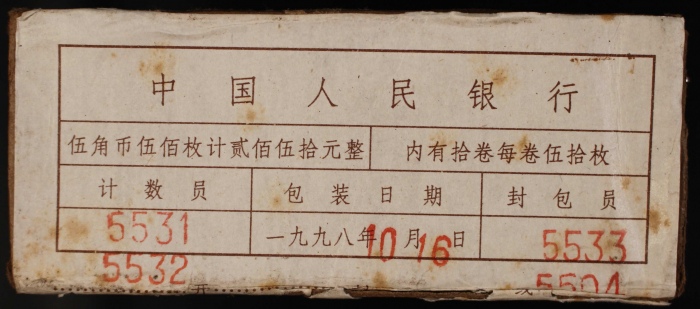 中国人民银行
伍角币伍佰枚计贰佰伍拾元整 内有拾卷每卷伍拾枚
计数员 包装日期 封包员
5531 一九九八年10月16日 5533
5532 5504